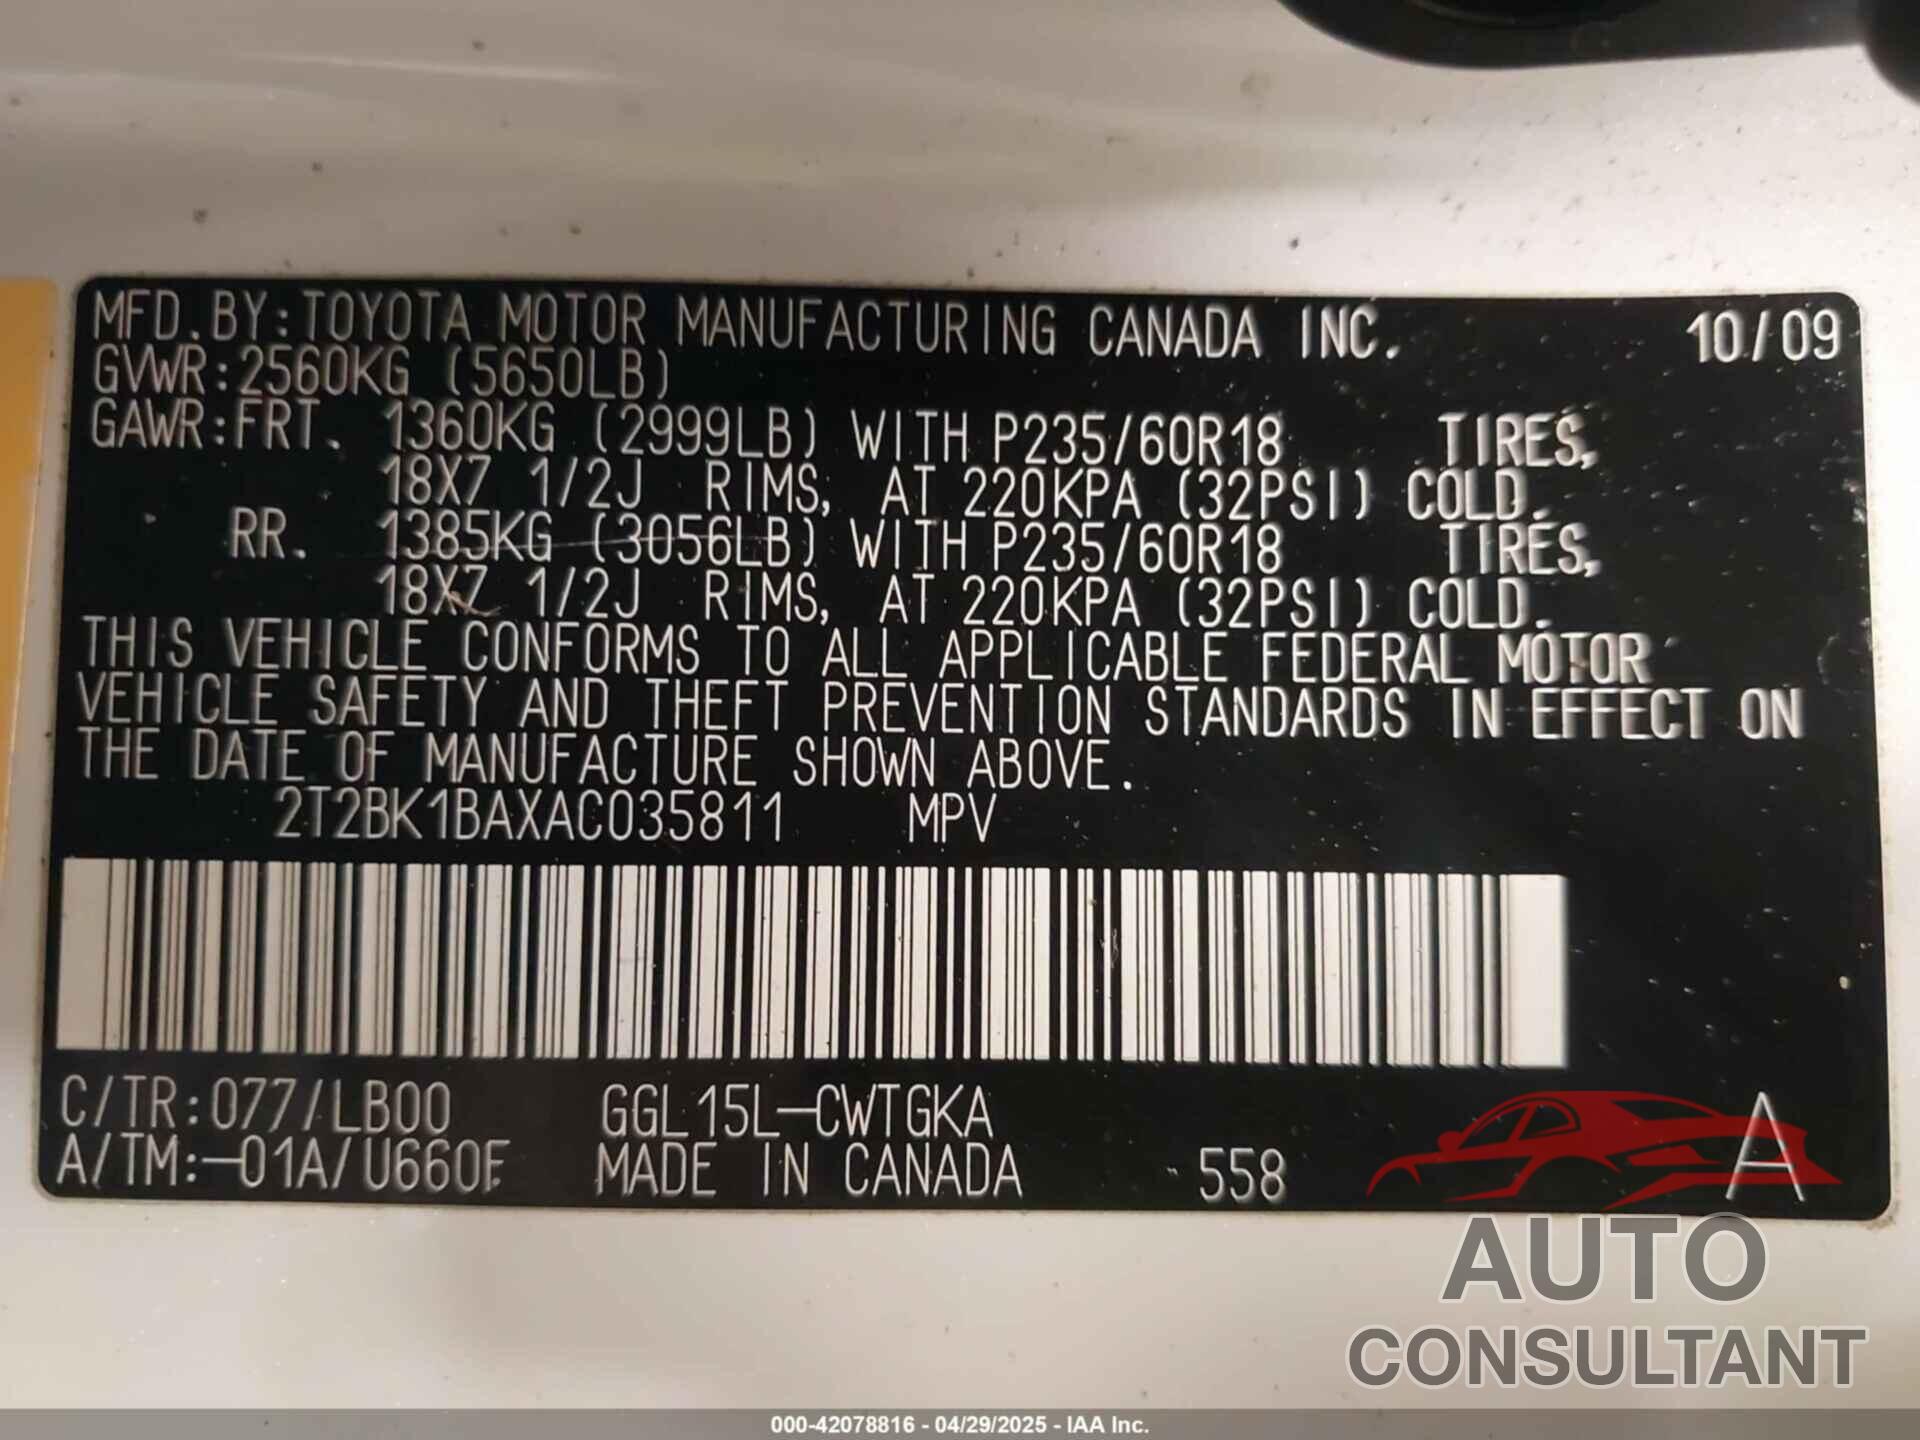 MFD.BY:TOYOTA MOTOR MANUFACTURING CANADA INC. 10/09
GVWR:2560KG (5650LB)
GAWR:FRT. 1360KG (2999LB) WITH P235/60R18 TIRES,
18X7 1/2J RIMS, AT 220KPA (32PSI) COLD.
RR. 1385KG (3056LB) WITH P235/60R18 TIRES,
18X7 1/2J RIMS, AT 220KPA (32PSI) COLD.
THIS VEHICLE CONFORMS TO ALL APPLICABLE FEDERAL MOTOR
VEHICLE SAFETY AND THEFT PREVENTION STANDARDS IN EFFECT ON
THE DATE OF MANUFACTURE SHOWN ABOVE.
2T2BK1BAXAC035811 MPV
C/TR:077/LB00 GGL15L-CWTGKA A
A/TM:-01A/U660F MADE IN CANADA 558
AUTO
CONSULTANT
000-42078816 - 04/29/2025 - IAA Inc.